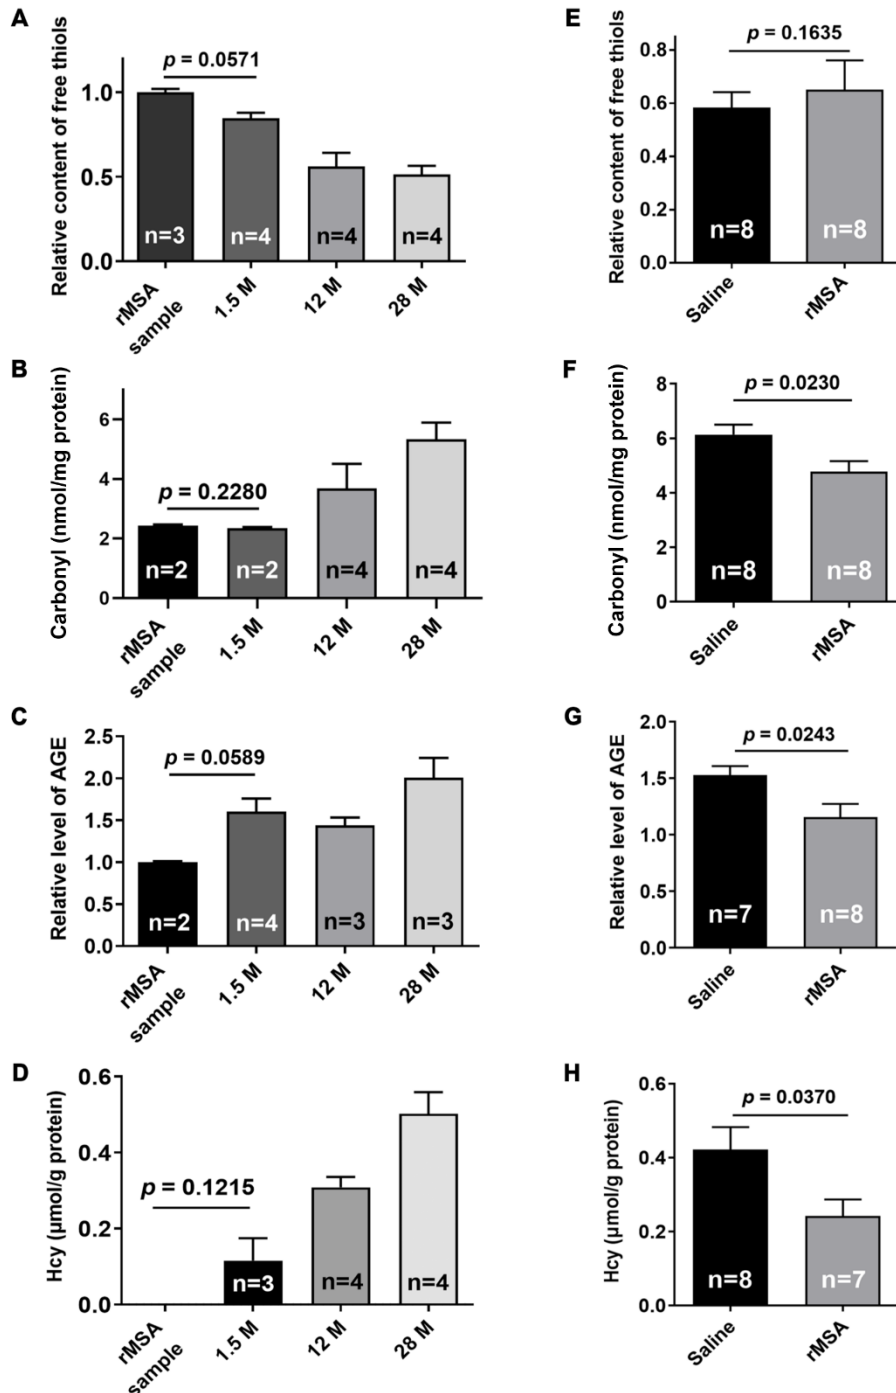 A
Relative content of free thiols
p = 0.0571
1.0
0.5
0.0
n=3
n=4
n=4
n=4
rMSA
sample
1.5 M
12 M
28 M
E
Relative content of free thiols
p = 0.1635
0.8
0.6
0.4
0.2
0.0
n=8
n=8
Saline
rMSA
B
Carbonyl (nmol/mg protein)
p = 0.2280
6
4
2
0
n=2
n=2
n=4
n=4
rMSA
sample
1.5 M
12 M
28 M
F
Carbonyl (nmol/mg protein)
p = 0.0230
8
6
4
2
0
n=8
n=8
Saline
rMSA
C
Relative level of AGE
p = 0.0589
2.5
2.0
1.5
1.0
0.5
0.0
n=2
n=4
n=3
n=3
rMSA
sample
1.5 M
12 M
28 M
G
Relative level of AGE
p = 0.0243
2.0
1.5
1.0
0.5
0.0
n=7
n=8
Saline
rMSA
D
Hcy (µmol/g protein)
p = 0.1215
0.6
0.4
0.2
0.0
n=3
n=4
n=4
rMSA
sample
1.5 M
12 M
28 M
H
Hcy (µmol/g protein)
p = 0.0370
0.6
0.4
0.2
0.0
n=8
n=7
Saline
rMSA